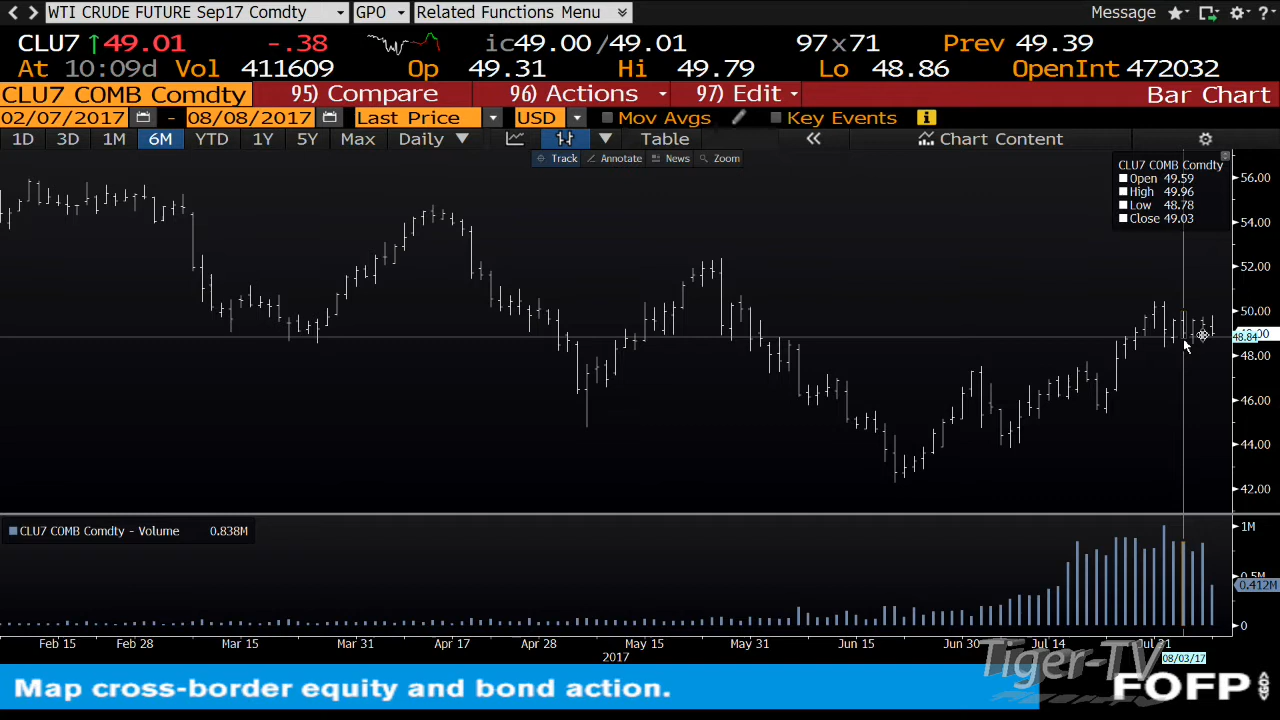 WTI CRUDE FUTURE Sep17 Comdty GPO Related Functions Menu Message
CLU7 ↑49.01 -.38 ic49.00 /49.01 97x71 Prev 49.39
At 10:09d Vol 411609 Op 49.31 Hi 49.79 Lo 48.86 OpenInt 472032
CLU7 COMB Comdty 95) Compare 96) Actions 97) Edit Bar Chart
02/07/2017 - 08/08/2017 Last Price USD Mov Avgs Key Events
1D 3D 1M 6M YTD 1Y 5Y Max Daily Table « Chart Content
Track Annotate News Zoom
CLU7 COMB Comdty
Open 49.59
High 49.96
Low 48.78
Close 49.03
56.00
54.00
52.00
50.00
48.84
48.00
46.00
44.00
42.00
CLU7 COMB Comdty - Volume 0.838M
1M
0.5M
0.412M
0
Feb 15 Feb 28 Mar 15 Mar 31 Apr 17 Apr 28 May 15 May 31 Jun 15 Jun 30 Jul 14 Jul 31
2017
08/03/17
Tiger-TV
Map cross-border equity and bond action.
FOFP
GO